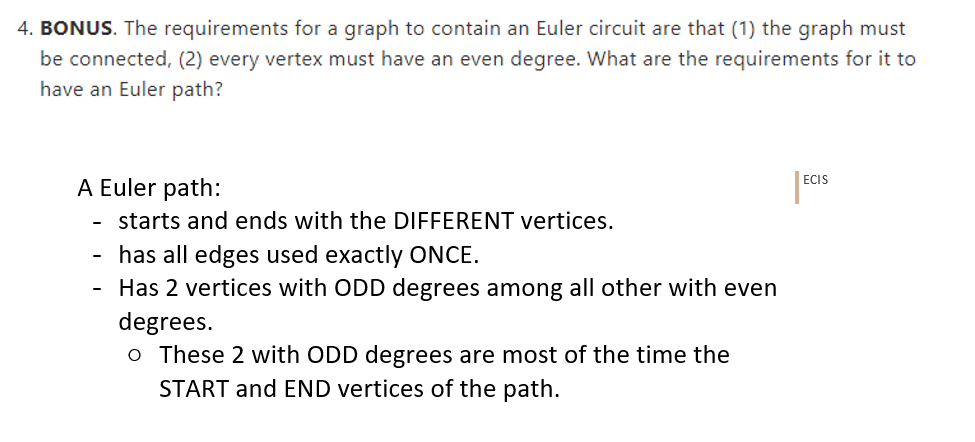 4. BONUS. The requirements for a graph to contain an Euler circuit are that (1) the graph must
be connected, (2) every vertex must have an even degree. What are the requirements for it to
have an Euler path?
A Euler path:
ECIS
- starts and ends with the DIFFERENT vertices.
- has all edges used exactly ONCE.
- Has 2 vertices with ODD degrees among all other with even
degrees.
○ These 2 with ODD degrees are most of the time the
START and END vertices of the path.